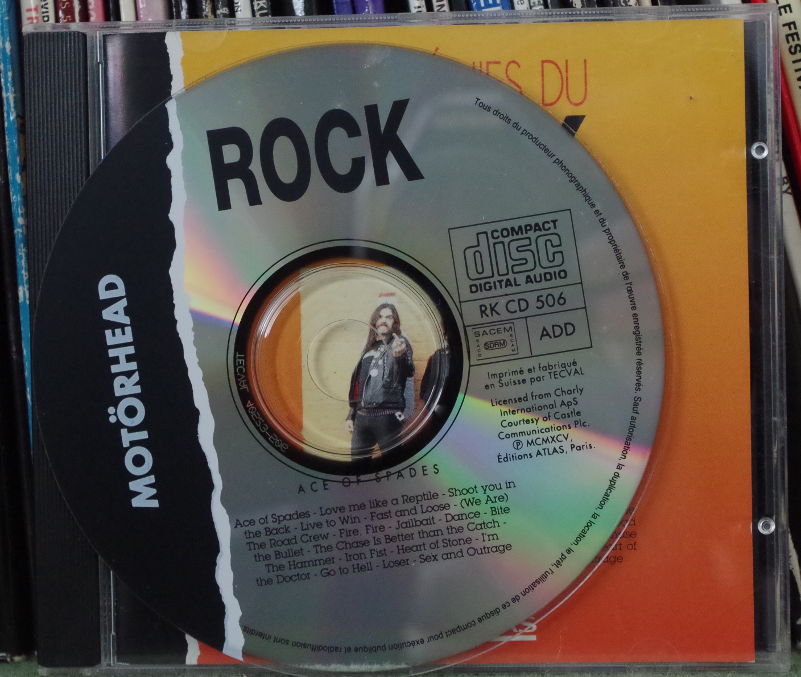 DU
ROCK
Tous droits du producteur phonographique et du propriétaire de l'œuvre enregistrée réservés. Sauf autorisation, la duplication, la location, le prêt, l'utilisation de ce disque compact pour exécution publique et radiodiffusion sont interdits
COMPACT
disc
DIGITAL AUDIO
RK CD 506
SACEM
SDRM
ADD
Imprimé et fabriqué
en Suisse par TECVAL
Licensed from Charly
International ApS
Courtesy of Castle
Communications Plc.
Ⓟ MCMXCV,
Éditions ATLAS, Paris.
MOTÖRHEAD
TECVAL
ACE OF SPADES
Ace of Spades - Love me like a Reptile - Shoot you in
the Back - Live to Win - Fast and Loose - (We Are)
The Road Crew - Fire, Fire - Jailbait - Dance - Bite
the Bullet - The Chase Is Better than the Catch -
The Hammer - Iron Fist - Heart of Stone - I'm
the Doctor - Go to Hell - Loser - Sex and Outrage